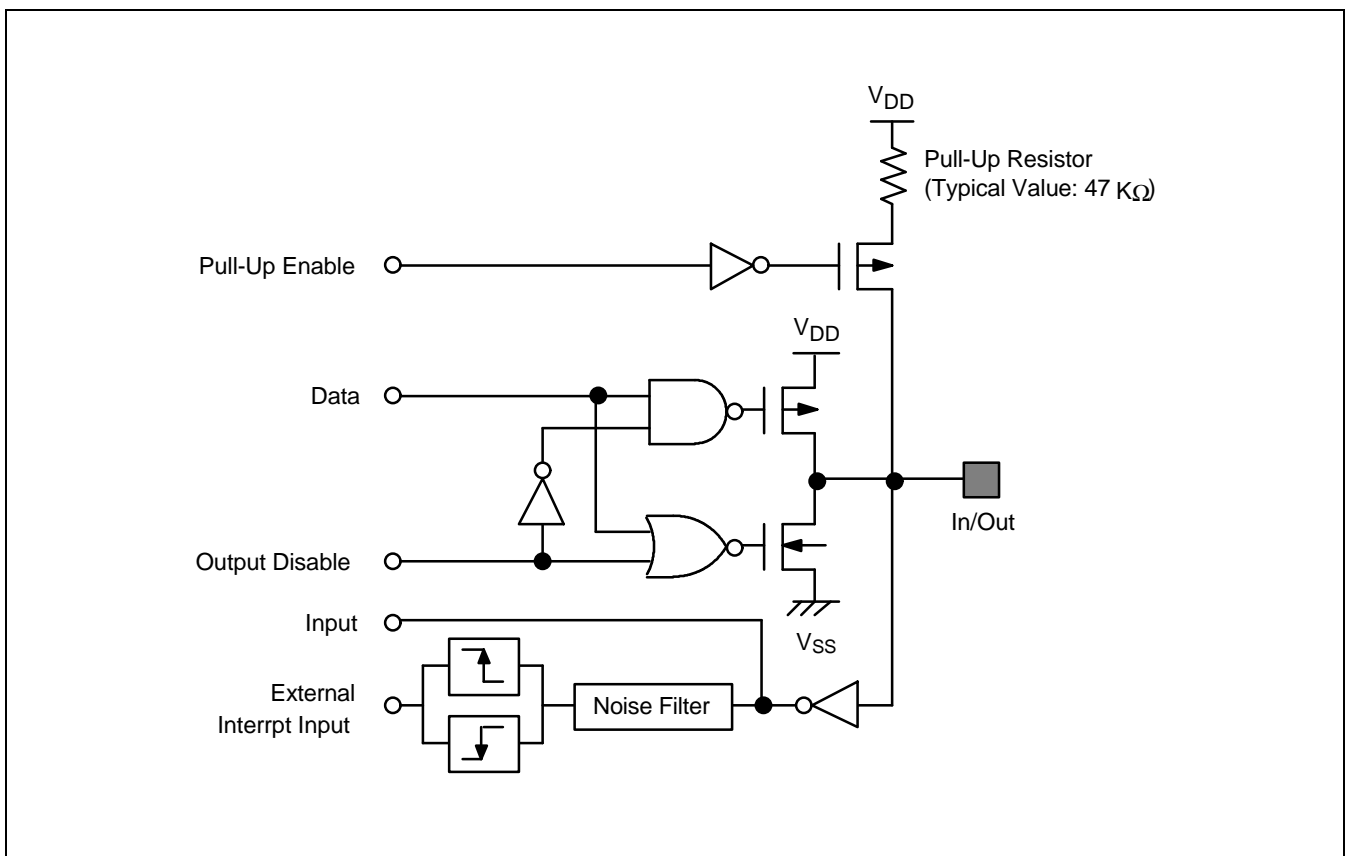 VDD
Pull-Up Resistor
(Typical Value: 47 KΩ)
Pull-Up Enable
VDD
Data
In/Out
Output Disable
Input
VSS
External
Interrpt Input
Noise Filter